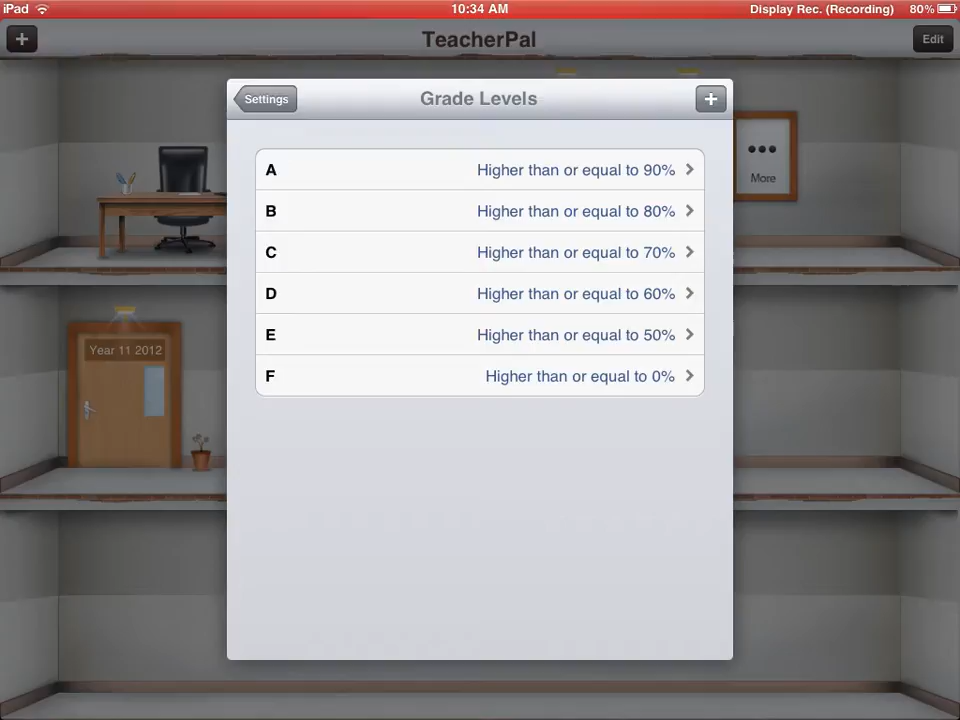 iPad 10:34 AM Display Rec. (Recording) 80%
+ TeacherPal Edit
Settings Grade Levels +
A Higher than or equal to 90%
B Higher than or equal to 80%
C Higher than or equal to 70%
D Higher than or equal to 60%
E Higher than or equal to 50%
F Higher than or equal to 0%
More
Year 11 2012